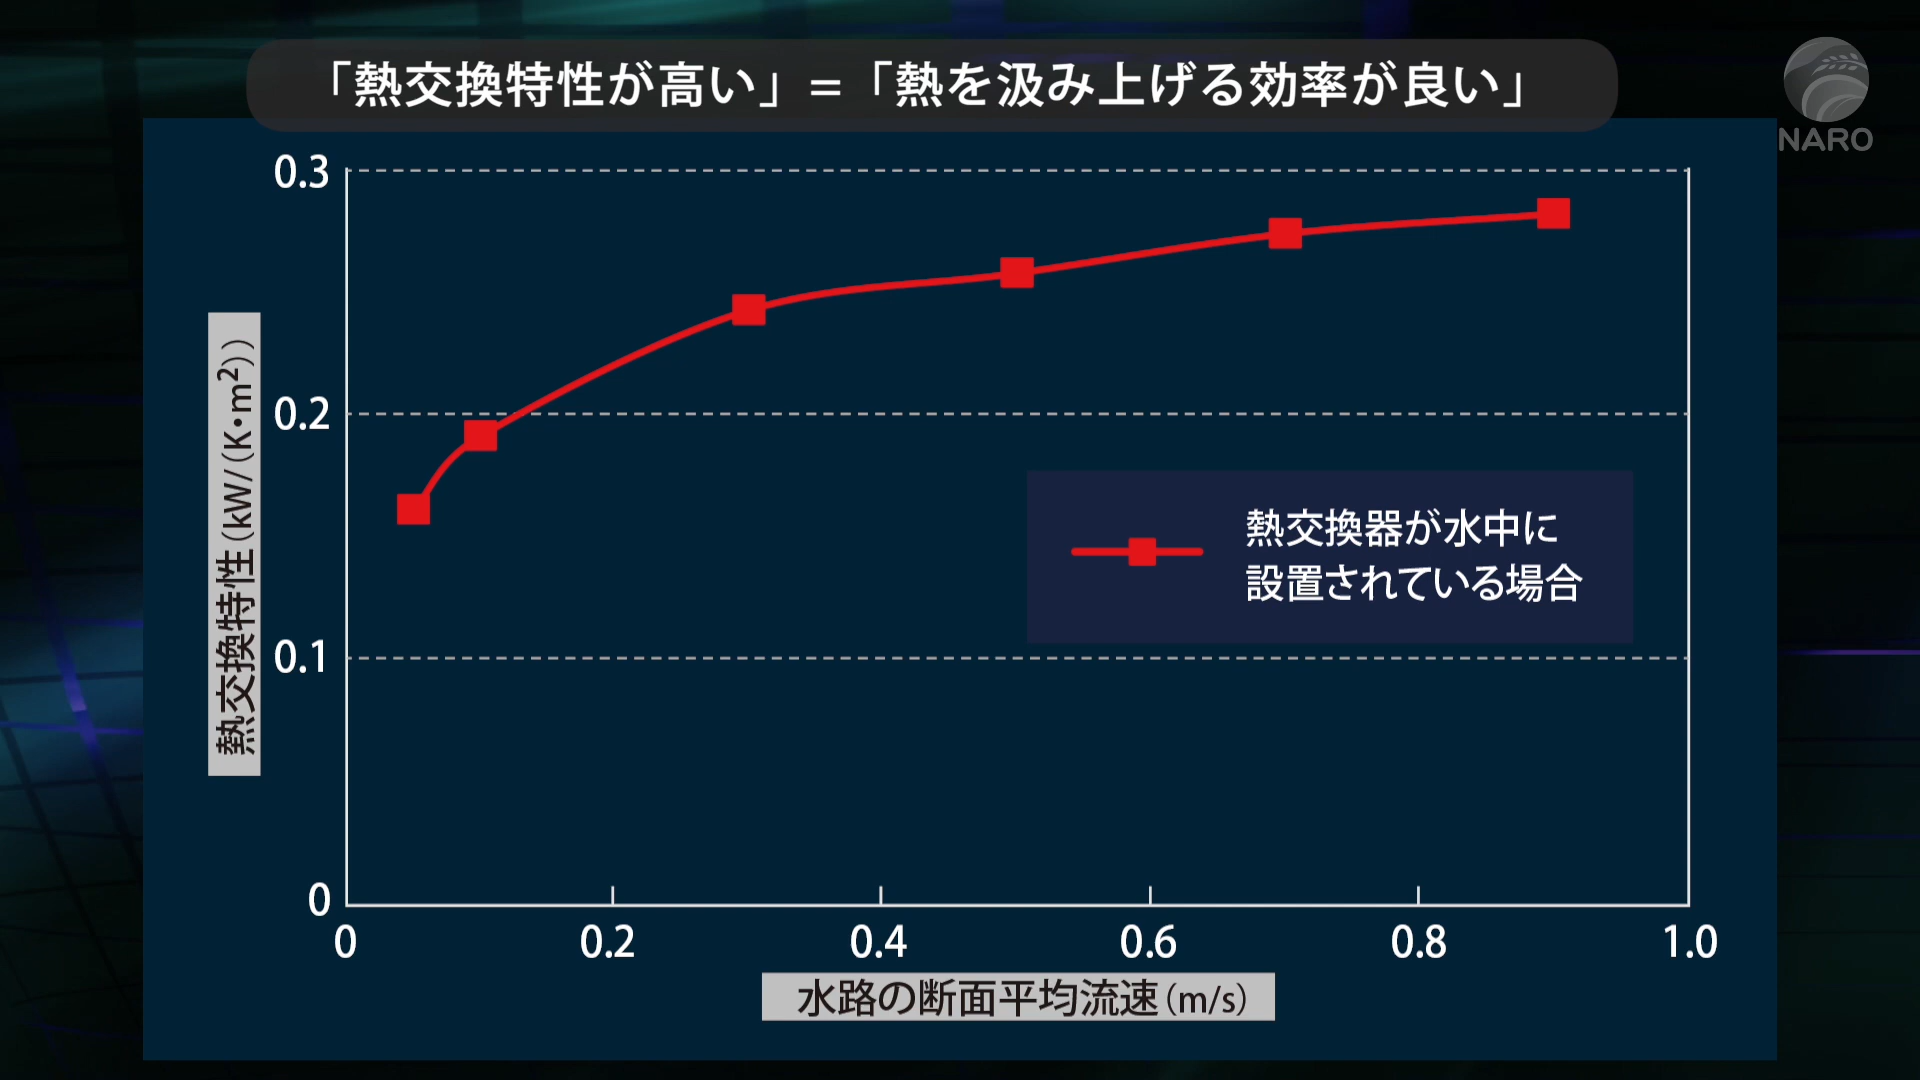 「熱交換特性が高い」=「熱を汲み上げる効率が良い」
NARO
0.3
0.2
0.1
0
熱交換特性(kW/(K・m²))
熱交換器が水中に
設置されている場合
0 0.2 0.4 0.6 0.8 1.0
水路の断面平均流速(m/s)